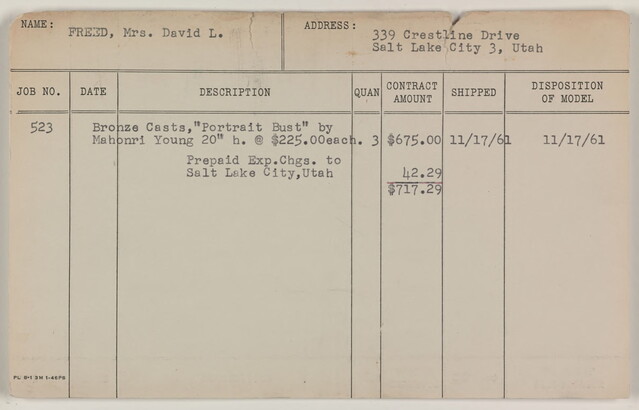 NAME:
FREED, Mrs. David L.
ADDRESS:
339 Crestline Drive
Salt Lake City 3, Utah
JOB NO. DATE DESCRIPTION QUAN CONTRACT AMOUNT SHIPPED DISPOSITION OF MODEL
523 Bronze Casts,"Portrait Bust" by
Mahonri Young 20" h. @ $225.00each. 3 $675.00 11/17/61 11/17/61
Prepaid Exp.Chgs. to
Salt Lake City,Utah 42.29
$717.29